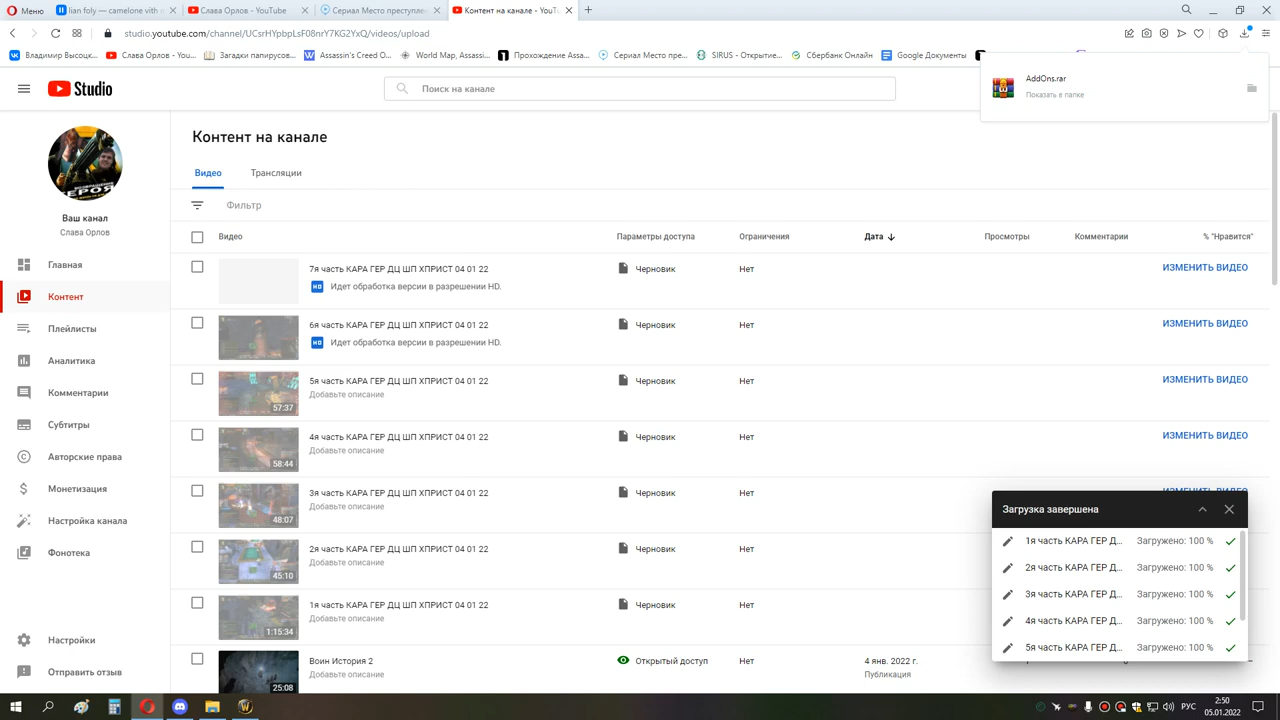 Меню
lian foly — camelone vith
Слава Орлов - YouTube
Сериал Место преступлен
Контент на канале - YouTu
studio.youtube.com/channel/UCsrHYpbpLsF08nrY7KG2YxQ/videos/upload
Владимир Высоцк...
Слава Орлов - You...
Загадки папирусов...
Assassin's Creed O...
World Map, Assassi...
Прохождение Assa...
Сериал Место пре...
SIRUS - Открытие...
Сбербанк Онлайн
Google Документы
AddOns.rar
Показать в папке
Studio
Поиск на канале
ГЕРОЯ
Ваш канал
Слава Орлов
Главная
Контент
Плейлисты
Аналитика
Комментарии
Субтитры
Авторские права
Монетизация
Настройка канала
Фонотека
Настройки
Отправить отзыв
Контент на канале
Видео
Трансляции
Фильтр
Видео
Параметры доступа
Ограничения
Дата
Просмотры
Комментарии
% "Нравится"
7я часть КАРА ГЕР ДЦ ШП ХПРИСТ 04 01 22
HD Идет обработка версии в разрешении HD.
Черновик
Нет
ИЗМЕНИТЬ ВИДЕО
6я часть КАРА ГЕР ДЦ ШП ХПРИСТ 04 01 22
HD Идет обработка версии в разрешении HD.
Черновик
Нет
ИЗМЕНИТЬ ВИДЕО
57:37
5я часть КАРА ГЕР ДЦ ШП ХПРИСТ 04 01 22
Добавьте описание
Черновик
Нет
ИЗМЕНИТЬ ВИДЕО
58:44
4я часть КАРА ГЕР ДЦ ШП ХПРИСТ 04 01 22
Добавьте описание
Черновик
Нет
ИЗМЕНИТЬ ВИДЕО
48:07
3я часть КАРА ГЕР ДЦ ШП ХПРИСТ 04 01 22
Добавьте описание
Черновик
Нет
ИЗМЕНИТЬ ВИДЕО
45:10
2я часть КАРА ГЕР ДЦ ШП ХПРИСТ 04 01 22
Добавьте описание
Черновик
Нет
1:15:34
1я часть КАРА ГЕР ДЦ ШП ХПРИСТ 04 01 22
Добавьте описание
Черновик
Нет
25:08
Воин История 2
Добавьте описание
Открытый доступ
Нет
4 янв. 2022 г.
Публикация
Загрузка завершена
1я часть КАРА ГЕР Д... Загружено: 100 %
2я часть КАРА ГЕР Д... Загружено: 100 %
3я часть КАРА ГЕР Д... Загружено: 100 %
4я часть КАРА ГЕР Д... Загружено: 100 %
5я часть КАРА ГЕР Д... Загружено: 100 %
РУС
2:50
05.01.2022